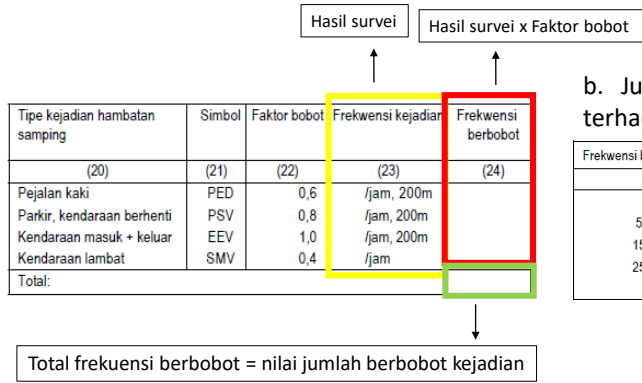 Hasil survei
Hasil survei x Faktor bobot
Tipe kejadian hambatan samping Simbol Faktor bobot Frekwensi kejadian Frekwensi berbobot
(20) (21) (22) (23) (24)
Pejalan kaki PED 0,6 /jam, 200m
Parkir, kendaraan berhenti PSV 0,8 /jam, 200m
Kendaraan masuk + keluar EEV 1,0 /jam, 200m
Kendaraan lambat SMV 0,4 /jam
Total:
Total frekuensi berbobot = nilai jumlah berbobot kejadian
b. Ju
terha
Frekwensi
5
15
25